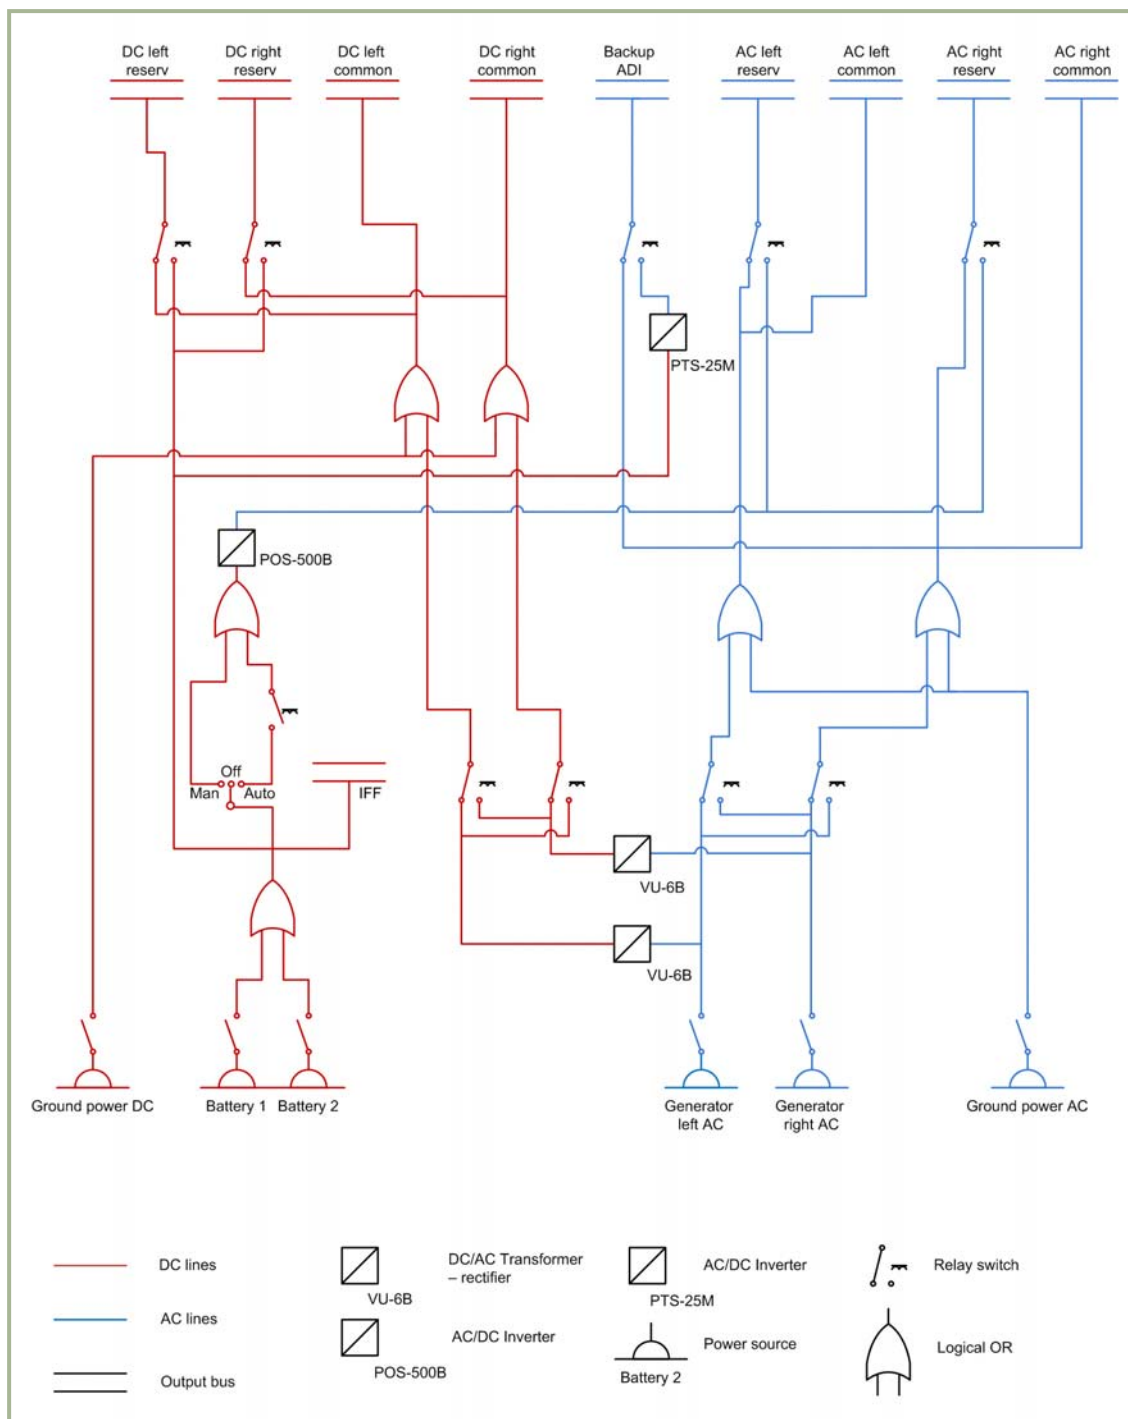 DC left
reserv
DC right
reserv
DC left
common
DC right
common
Backup
ADI
AC left
reserv
AC left
common
AC right
reserv
AC right
common
PTS-25M
POS-500B
Off
Man
Auto
IFF
VU-6B
VU-6B
Ground power DC
Battery 1
Battery 2
Generator
left AC
Generator
right AC
Ground power AC
DC lines
VU-6B
DC/AC Transformer
– rectifier
PTS-25M
AC/DC Inverter
Relay switch
AC lines
POS-500B
AC/DC Inverter
Power source
Battery 2
Logical OR
Output bus